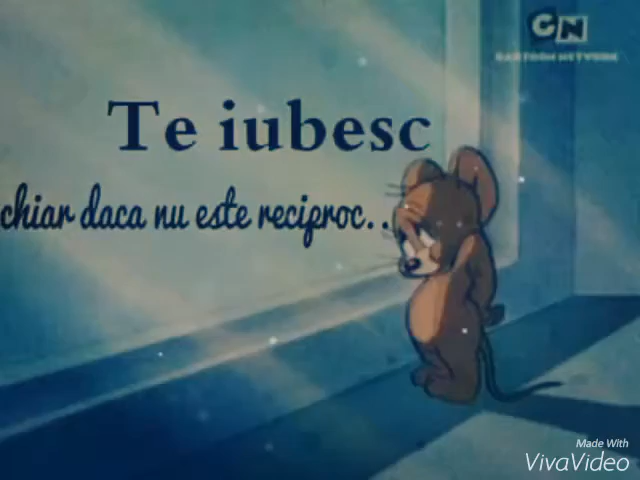 CN
CARTOON NETWORK
Te iubesc
chiar daca nu este reciproc..
Made With
VivaVideo